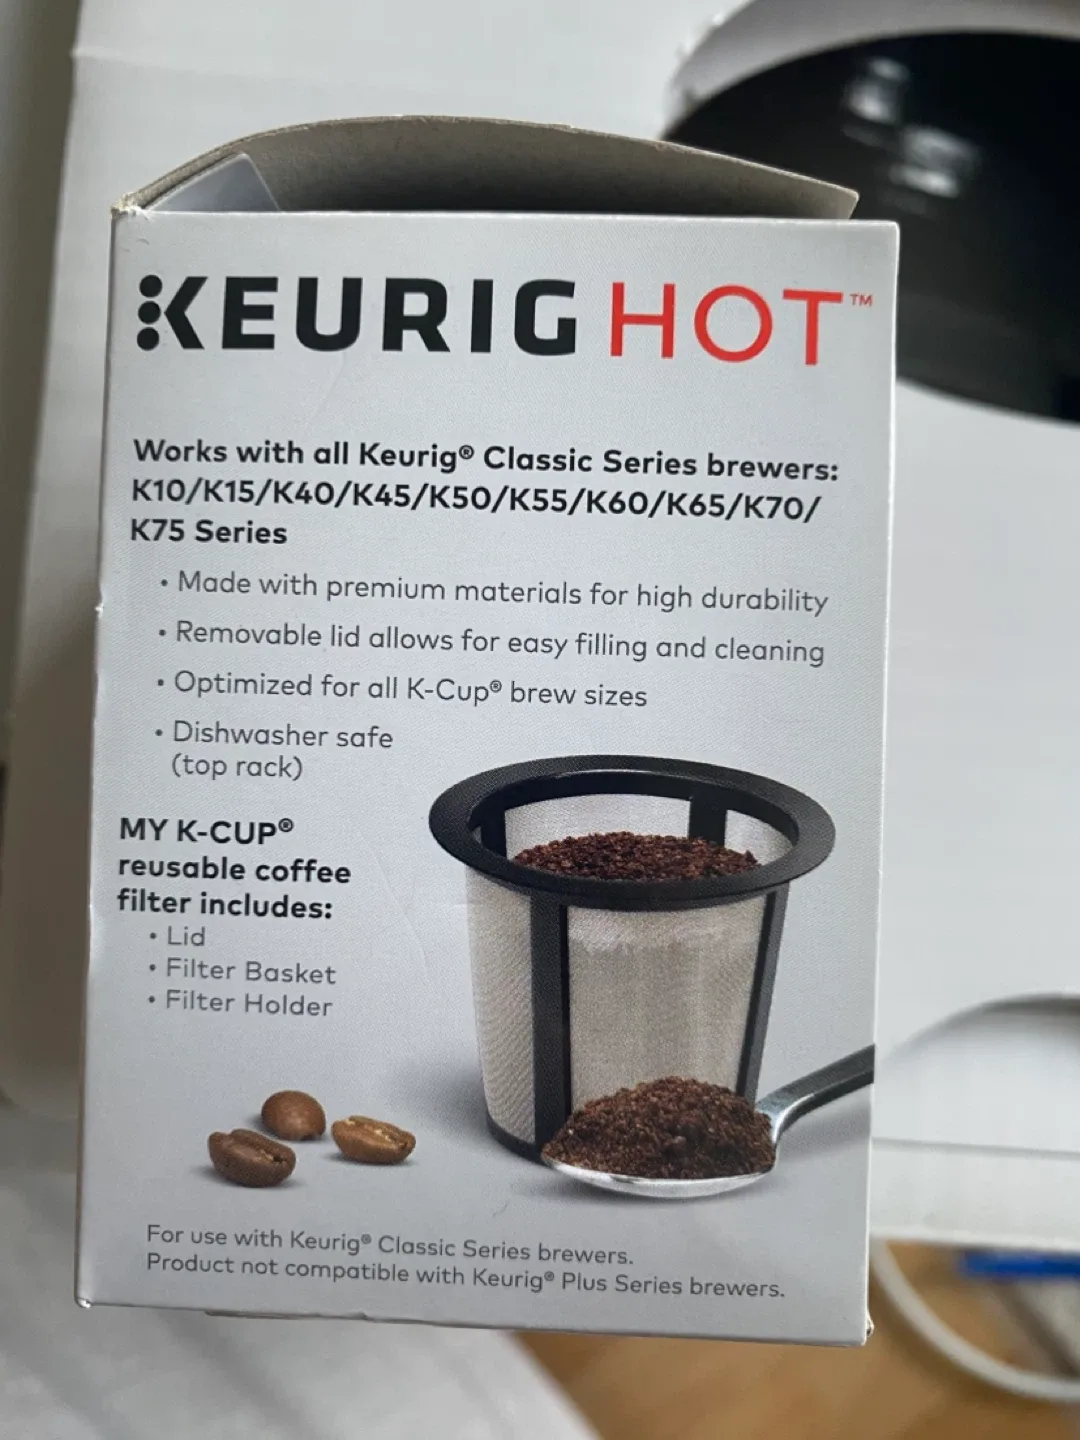 KEURIG HOT™
Works with all Keurig® Classic Series brewers:
K10/K15/K40/K45/K50/K55/K60/K65/K70/
K75 Series
• Made with premium materials for high durability
• Removable lid allows for easy filling and cleaning
• Optimized for all K-Cup® brew sizes
• Dishwasher safe
(top rack)
MY K-CUP®
reusable coffee
filter includes:
• Lid
• Filter Basket
• Filter Holder
For use with Keurig® Classic Series brewers.
Product not compatible with Keurig® Plus Series brewers.